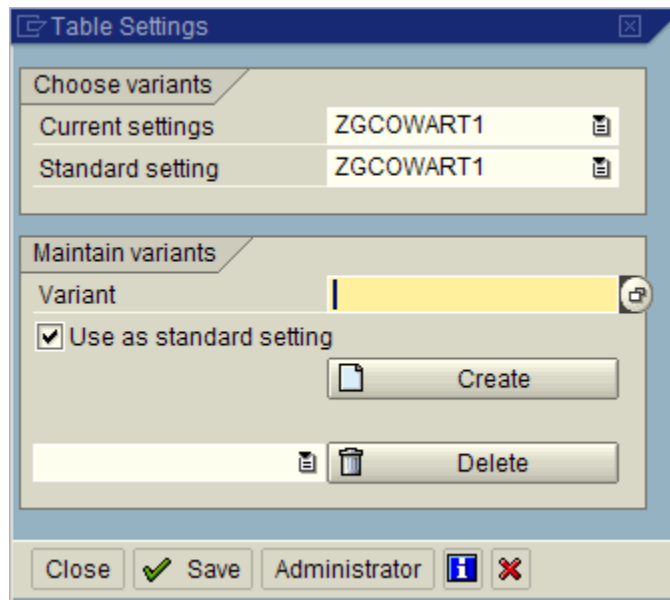 Table Settings
Choose variants
Current settings ZGCOWART1
Standard setting ZGCOWART1
Maintain variants
Variant
Use as standard setting
Create
Delete
Close Save Administrator